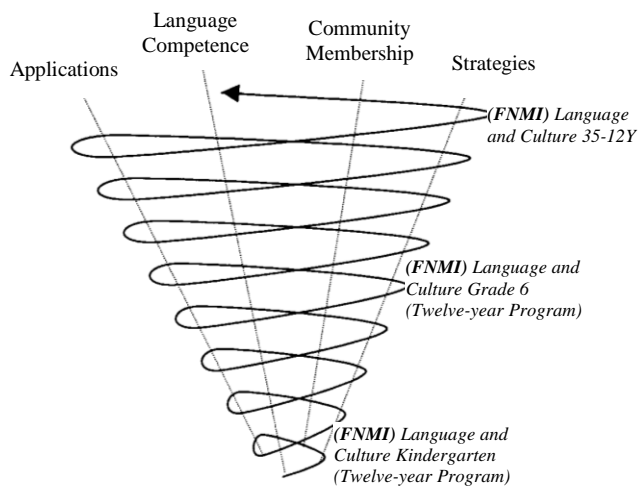 Applications
Language
Competence
Community
Membership
Strategies
(FNMI) Language
and Culture 35-12Y
(FNMI) Language and
Culture Grade 6
(Twelve-year Program)
(FNMI) Language and
Culture Kindergarten
(Twelve-year Program)